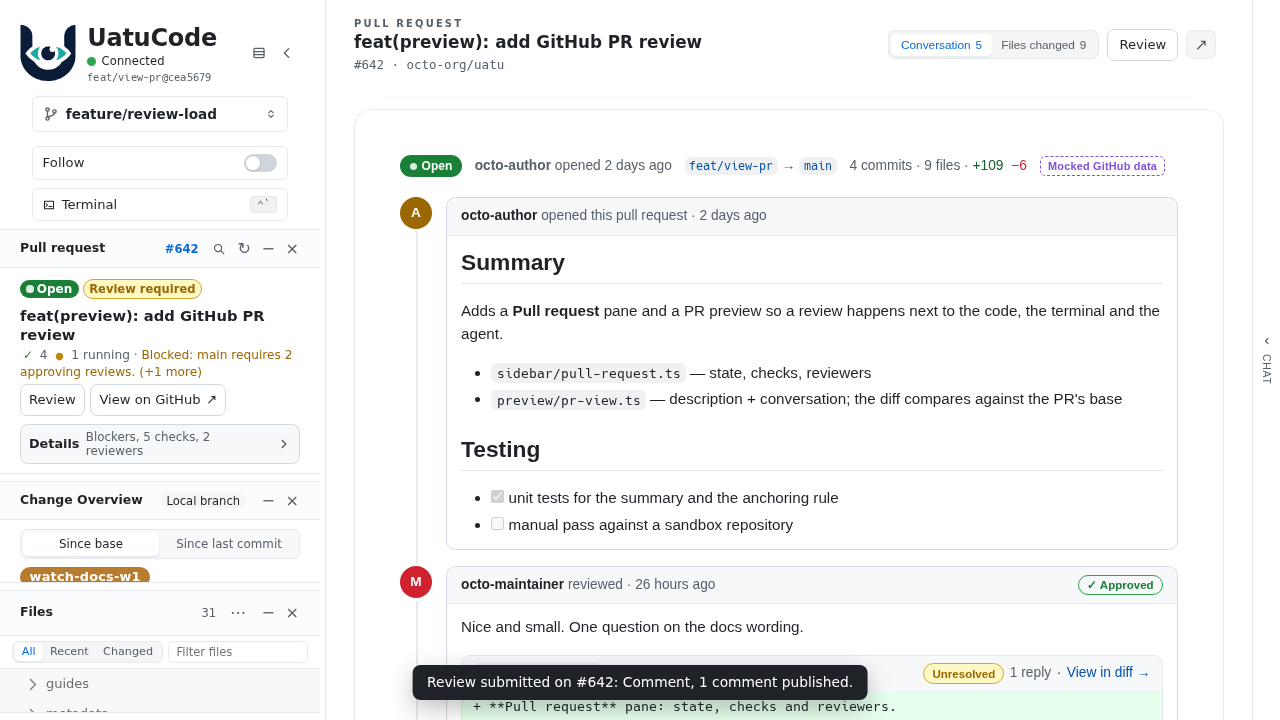 UatuCode
Connected
feat/view-pr@cea5679
feature/review-load
Follow
Terminal
⌃`
Pull request
#642
Open
Review required
feat(preview): add GitHub PR
review
✓ 4 ● 1 running · Blocked: main requires 2
approving reviews. (+1 more)
Review
View on GitHub ↗
Details
Blockers, 5 checks, 2
reviewers
Change Overview
Local branch
Since base
Since last commit
watch-docs-w1
Files
31
All
Recent
Changed
Filter files
guides
metadata
PULL REQUEST
feat(preview): add GitHub PR review
#642 · octo-org/uatu
Conversation 5
Files changed 9
Review
↗
Open
octo-author opened 2 days ago
feat/view-pr → main
4 commits · 9 files · +109 −6
Mocked GitHub data
A
octo-author opened this pull request · 2 days ago
Summary
Adds a Pull request pane and a PR preview so a review happens next to the code, the terminal and the
agent.
sidebar/pull-request.ts — state, checks, reviewers
preview/pr-view.ts — description + conversation; the diff compares against the PR's base
Testing
unit tests for the summary and the anchoring rule
manual pass against a sandbox repository
M
octo-maintainer reviewed · 26 hours ago
✓ Approved
Nice and small. One question on the docs wording.
Unresolved
1 reply · View in diff →
Review submitted on #642: Comment, 1 comment published.
+ **Pull request** pane: state, checks and reviewers.
CHAT